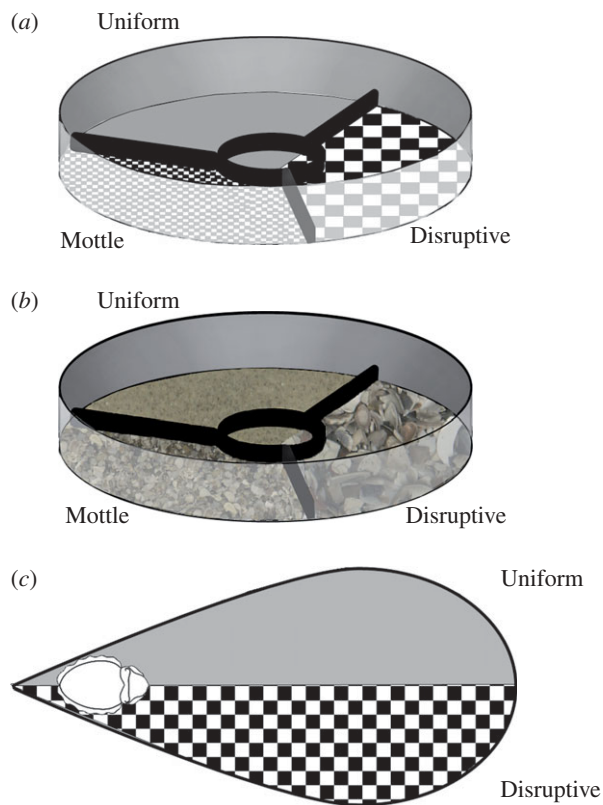 (a) Uniform
Mottle Disruptive
(b) Uniform
Mottle Disruptive
(c) Uniform
Disruptive